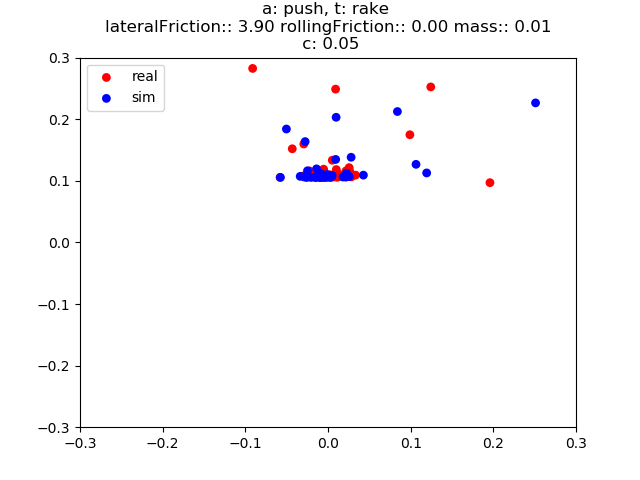 a: push, t: rake
lateralFriction:: 3.90 rollingFriction:: 0.00 mass:: 0.01
c: 0.05
real
sim
0.3
0.2
0.1
0.0
−0.1
−0.2
−0.3
−0.3 −0.2 −0.1 0.0 0.1 0.2 0.3